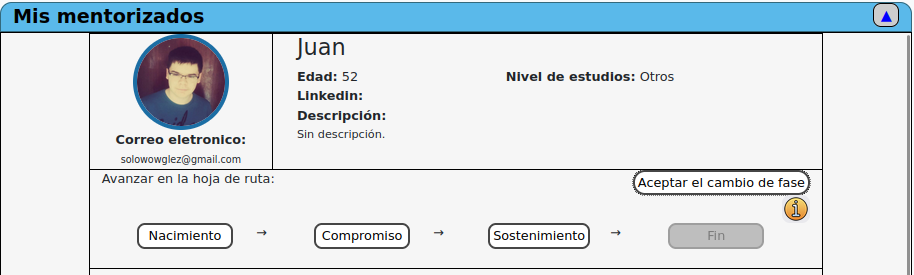 Mis mentorizados
▲
Juan
Edad: 52
Nivel de estudios: Otros
Linkedin:
Descripción:
Sin descripción.
Correo eletronico:
solowowglez@gmail.com
Avanzar en la hoja de ruta:
Aceptar el cambio de fase
i
Nacimiento → Compromiso → Sostenimiento → Fin